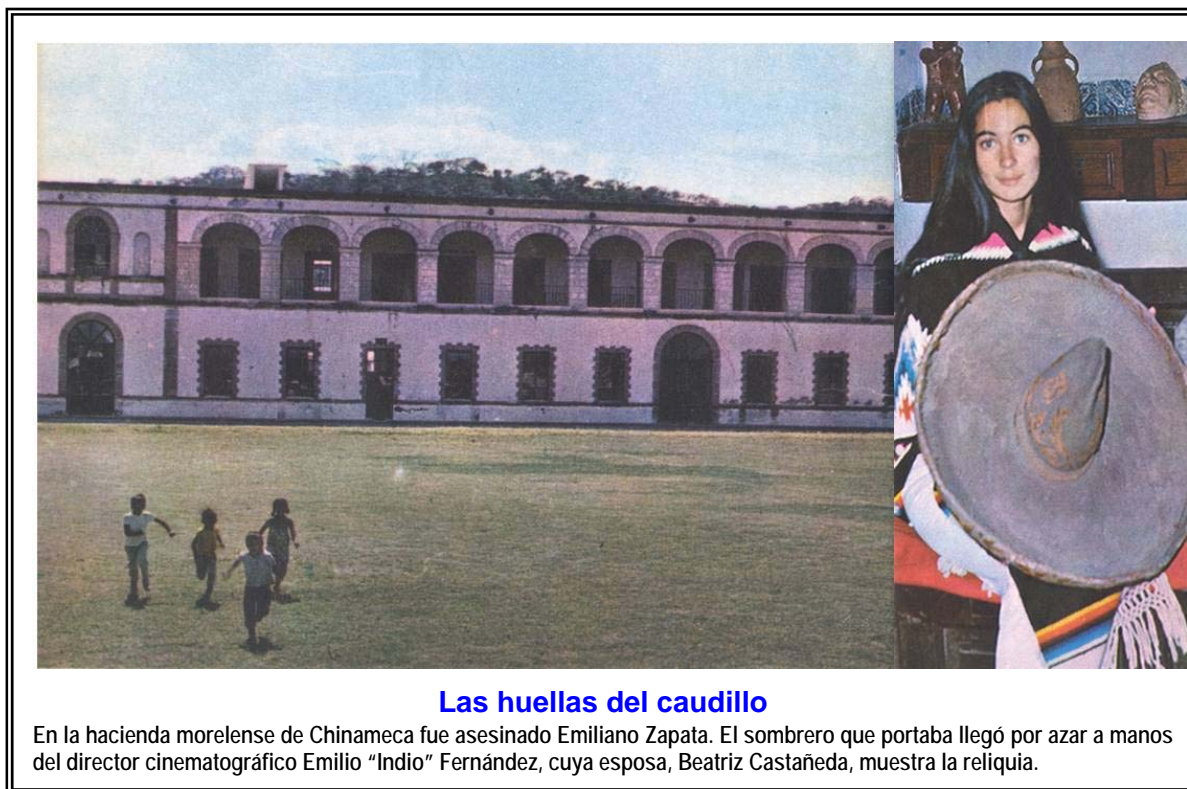 Las huellas del caudillo
En la hacienda morelense de Chinameca fue asesinado Emiliano Zapata. El sombrero que portaba llegó por azar a manos
del director cinematográfico Emilio “Indio” Fernández, cuya esposa, Beatriz Castañeda, muestra la reliquia.